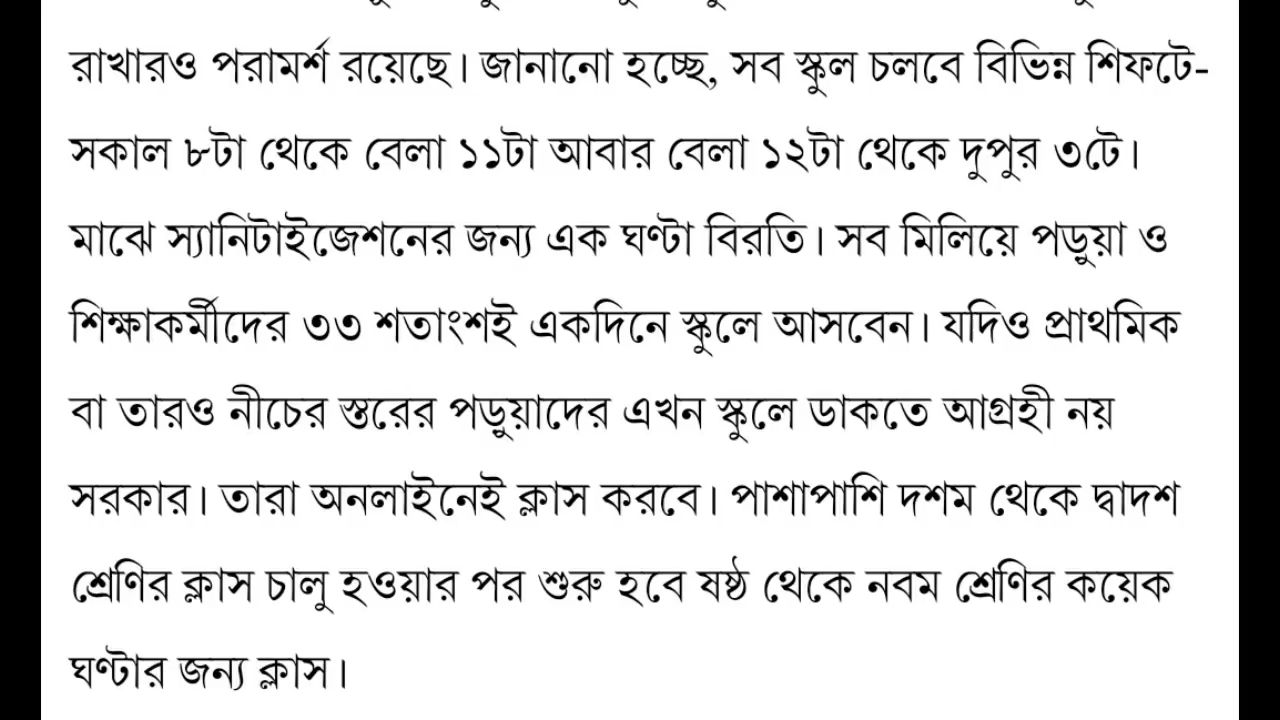 রাখারও পরামর্শ রয়েছে। জানানো হচ্ছে, সব স্কুল চলবে বিভিন্ন শিফটে-
সকাল ৮টা থেকে বেলা ১১টা আবার বেলা ১২টা থেকে দুপুর ৩টে।
মাঝে স্যানিটাইজেশনের জন্য এক ঘণ্টা বিরতি। সব মিলিয়ে পড়ুয়া ও
শিক্ষাকর্মীদের ৩৩ শতাংশই একদিনে স্কুলে আসবেন। যদিও প্রাথমিক
বা তারও নীচের স্তরের পড়ুয়াদের এখন স্কুলে ডাকতে আগ্রহী নয়
সরকার। তারা অনলাইনেই ক্লাস করবে। পাশাপাশি দশম থেকে দ্বাদশ
শ্রেণির ক্লাস চালু হওয়ার পর শুরু হবে ষষ্ঠ থেকে নবম শ্রেণির কয়েক
ঘণ্টার জন্য ক্লাস।